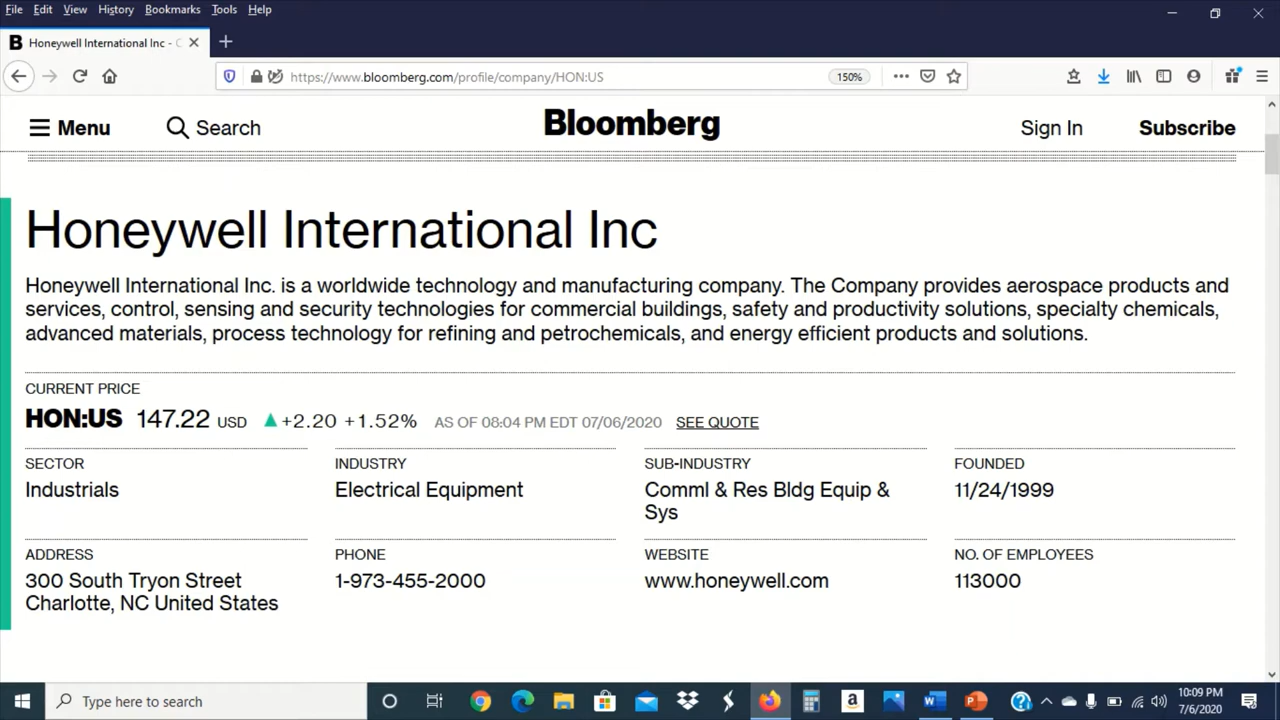 File Edit View History Bookmarks Tools Help
B Honeywell International Inc - C
https://www.bloomberg.com/profile/company/HON:US 150%
Menu Search Bloomberg Sign In Subscribe
Honeywell International Inc
Honeywell International Inc. is a worldwide technology and manufacturing company. The Company provides aerospace products and
services, control, sensing and security technologies for commercial buildings, safety and productivity solutions, specialty chemicals,
advanced materials, process technology for refining and petrochemicals, and energy efficient products and solutions.
CURRENT PRICE
HON:US 147.22 USD ▲ +2.20 +1.52% AS OF 08:04 PM EDT 07/06/2020 SEE QUOTE
SECTOR INDUSTRY SUB-INDUSTRY FOUNDED
Industrials Electrical Equipment Comml & Res Bldg Equip & 11/24/1999
Sys
ADDRESS PHONE WEBSITE NO. OF EMPLOYEES
300 South Tryon Street 1-973-455-2000 www.honeywell.com 113000
Charlotte, NC United States
Type here to search
10:09 PM
7/6/2020